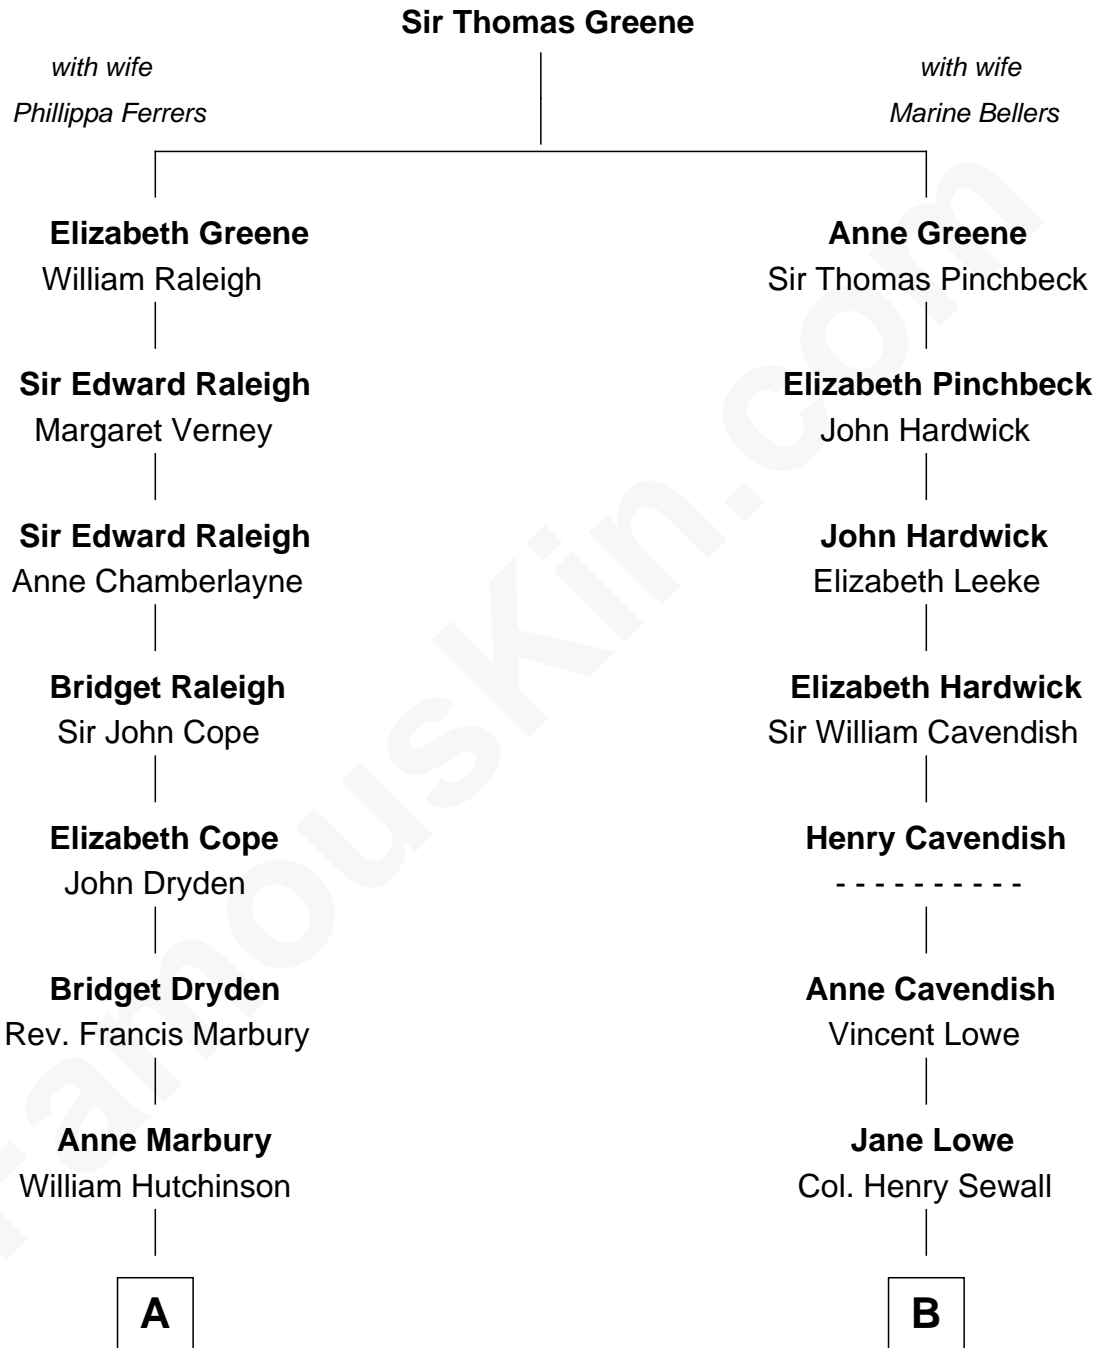 Sir Thomas Greene
with wife
Phillippa Ferrers
with wife
Marine Bellers
Elizabeth Greene
William Raleigh
Anne Greene
Sir Thomas Pinchbeck
Sir Edward Raleigh
Margaret Verney
Elizabeth Pinchbeck
John Hardwick
Sir Edward Raleigh
Anne Chamberlayne
John Hardwick
Elizabeth Leeke
Bridget Raleigh
Sir John Cope
Elizabeth Hardwick
Sir William Cavendish
Elizabeth Cope
John Dryden
Henry Cavendish
- - - - - - - - - -
Bridget Dryden
Rev. Francis Marbury
Anne Cavendish
Vincent Lowe
Anne Marbury
William Hutchinson
Jane Lowe
Col. Henry Sewall
A
B
FamousKin.com